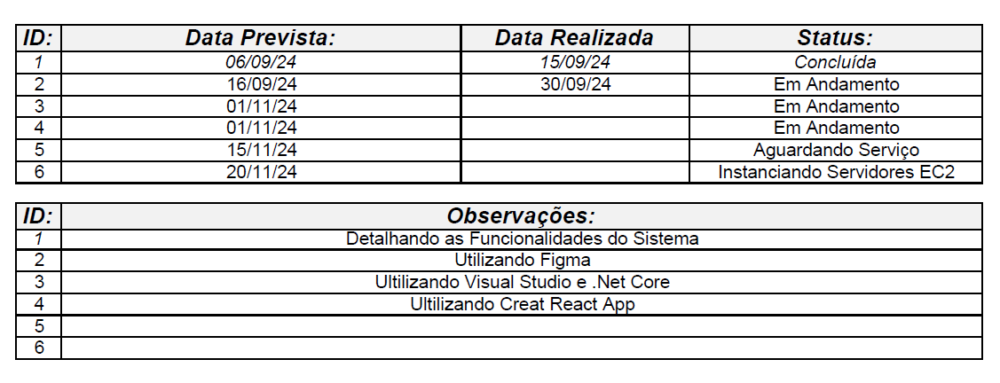 ID: Data Prevista: Data Realizada Status:
1 06/09/24 15/09/24 Concluída
2 16/09/24 30/09/24 Em Andamento
3 01/11/24 Em Andamento
4 01/11/24 Em Andamento
5 15/11/24 Aguardando Serviço
6 20/11/24 Instanciando Servidores EC2
ID: Observações:
1 Detalhando as Funcionalidades do Sistema
2 Utilizando Figma
3 Ultilizando Visual Studio e .Net Core
4 Ultilizando Creat React App
5
6